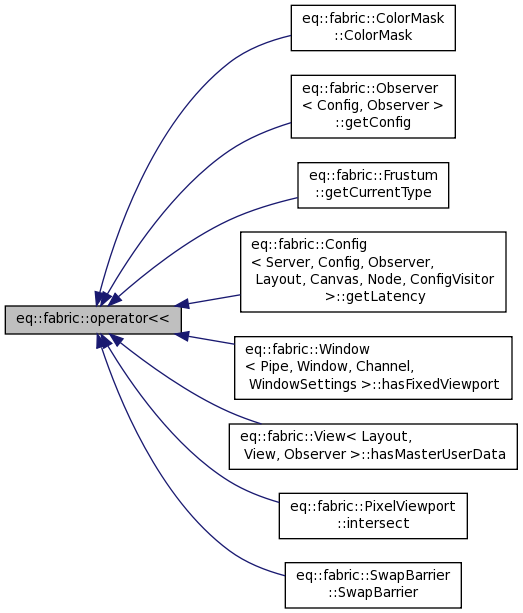 eq::fabric::ColorMask
::ColorMask
eq::fabric::Observer
< Config, Observer >
::getConfig
eq::fabric::Frustum
::getCurrentType
eq::fabric::Config
< Server, Config, Observer,
Layout, Canvas, Node, ConfigVisitor
>::getLatency
eq::fabric::operator<<
eq::fabric::Window
< Pipe, Window, Channel,
WindowSettings >::hasFixedViewport
eq::fabric::View< Layout,
View, Observer >::hasMasterUserData
eq::fabric::PixelViewport
::intersect
eq::fabric::SwapBarrier
::SwapBarrier